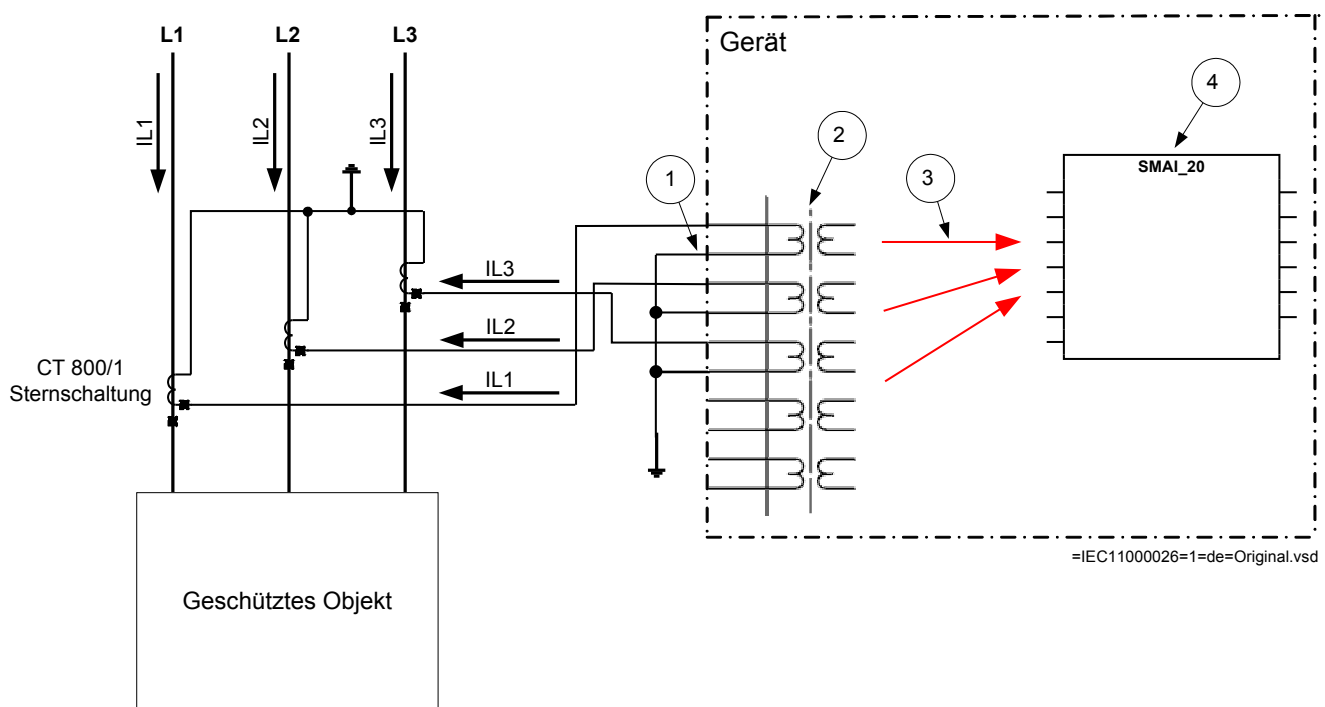 L1
L2
L3
Gerät
IL1
IL2
IL3
1
2
3
4
SMAI_20
IL3
IL2
IL1
CT 800/1
Sternschaltung
=IEC11000026=1=de=Original.vsd
Geschütztes Objekt